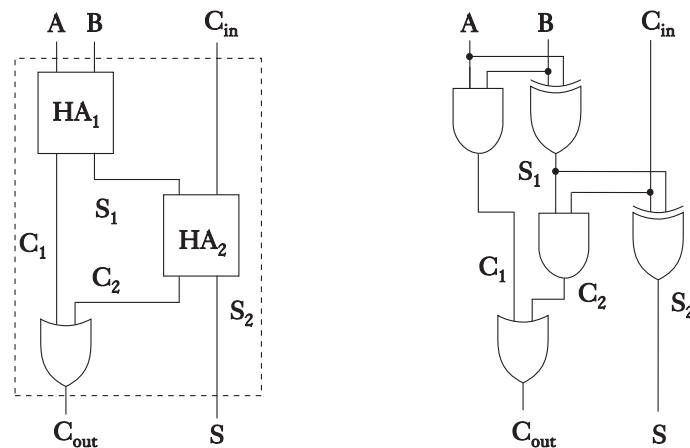 A B C_in
HA_1
S_1
HA_2
C_1
C_2
S_2
C_out S
A B C_in
S_1
C_1
C_2
S_2
C_out S